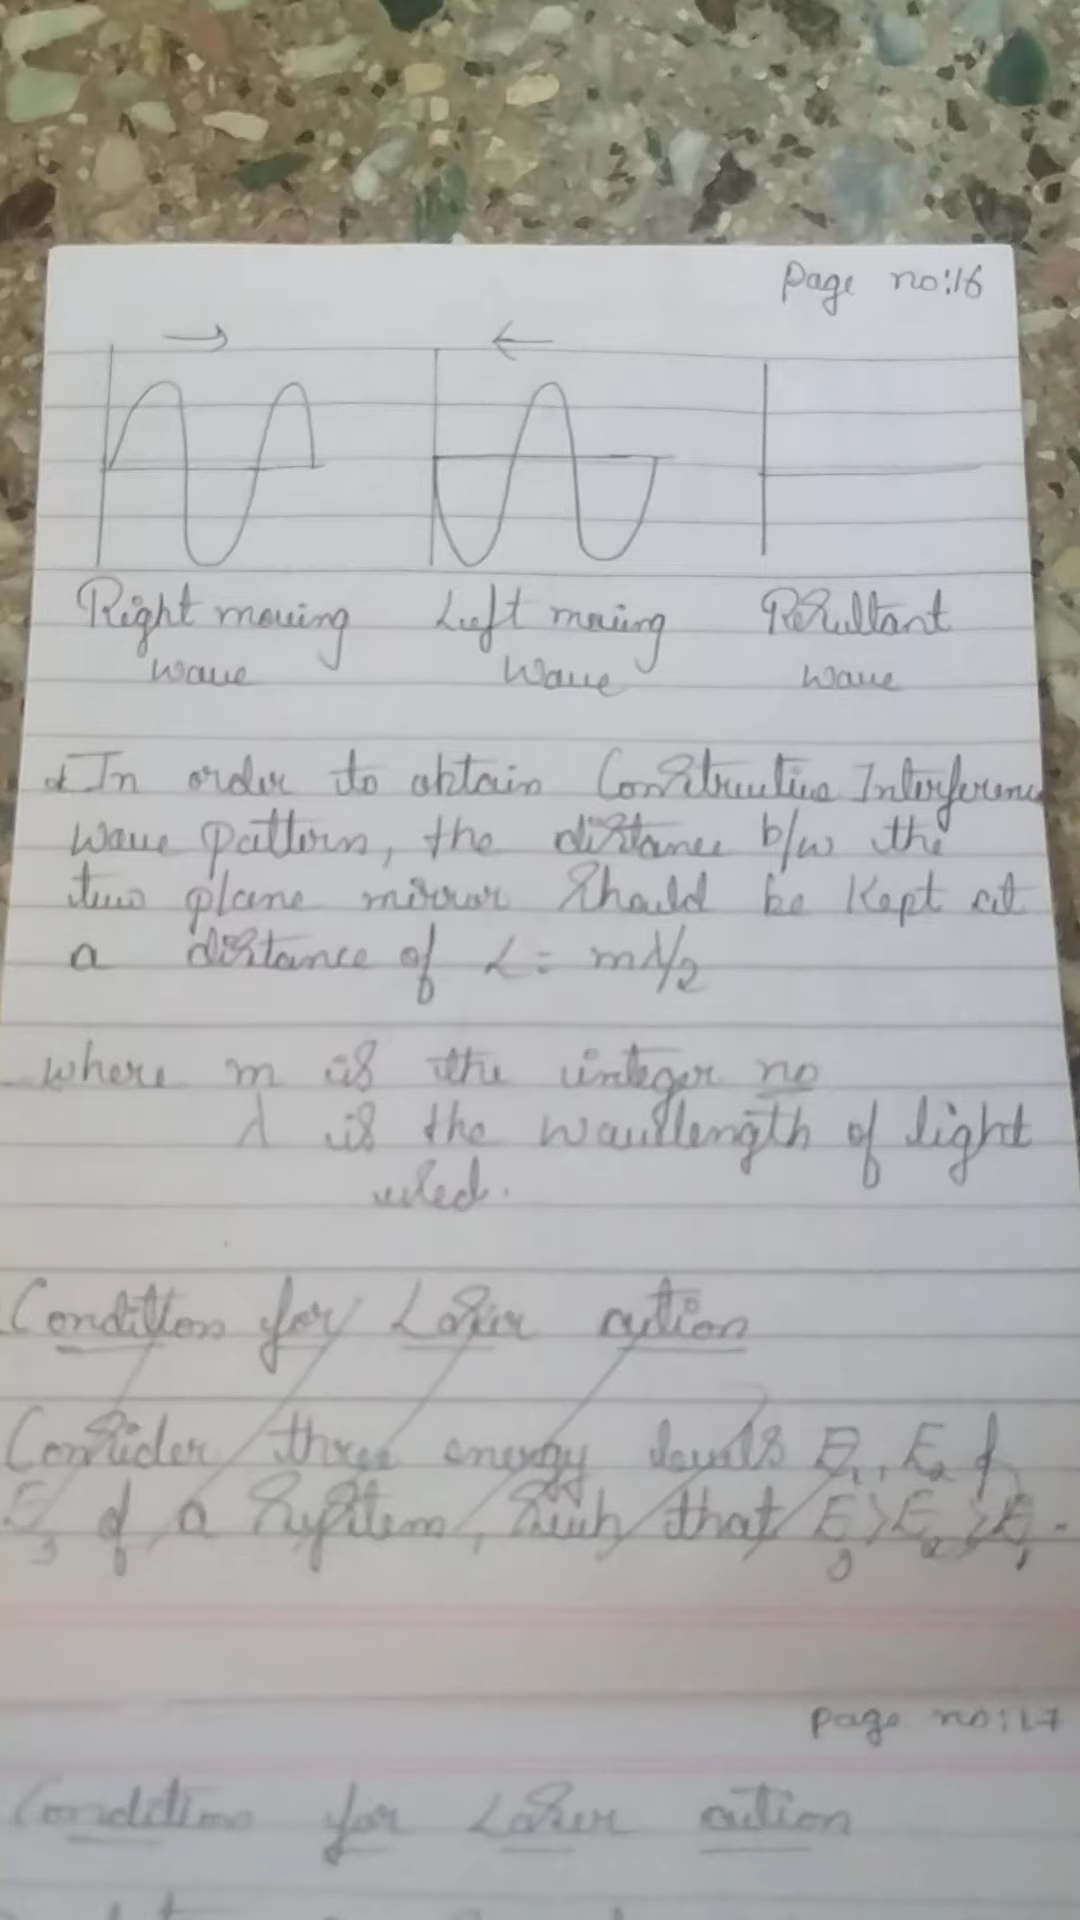 Page no:16
→ ←
Right moving Left moving Resultant
wave wave wave
In order to obtain Constructive Interference
wave pattern, the distance b/w the
two plane mirror should be kept at
a distance of L = mλ/2
where m is the integer no
λ is the wavelength of light
used.
Condition for Laser action
Consider three energy levels E1, E2 &
E3 of a system, such that E3>E2>E1.
Page no:17
Condition for Laser action